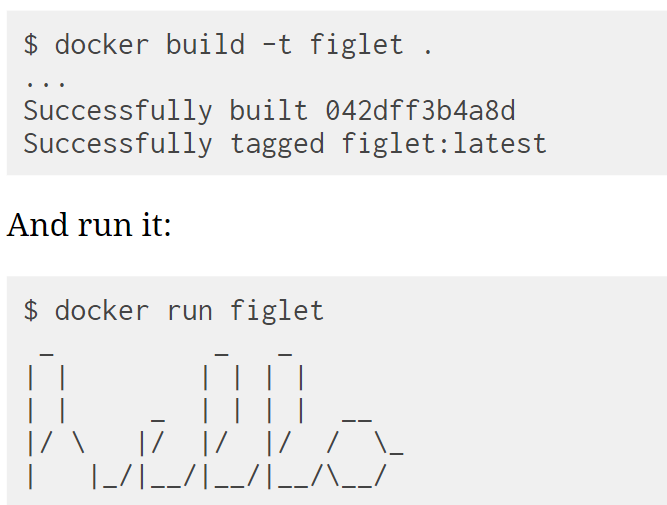 $ docker build -t figlet .
...
Successfully built 042dff3b4a8d
Successfully tagged figlet:latest
And run it:
$ docker run figlet
 _          _   _
| |        | | | |
| |     _  | | | |  __
|/ \   |/  |/  |/  /  \_
|   |_/|__/|__/|__/\__/